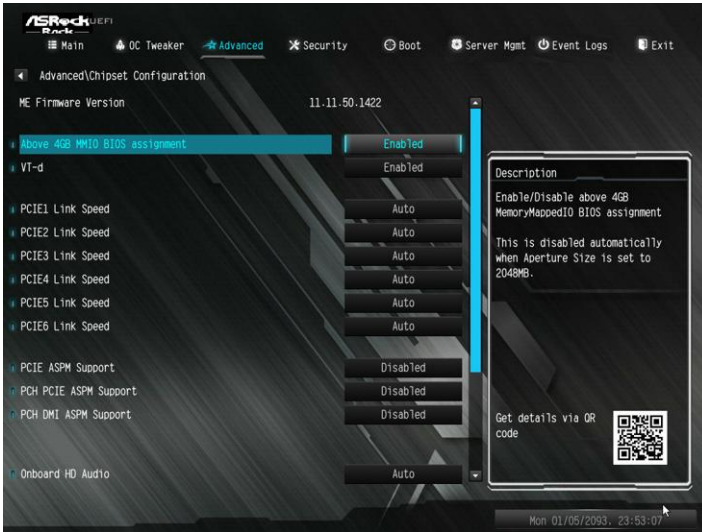 ASRock UEFI
Rock
Main OC Tweaker Advanced Security Boot Server Mgmt Event Logs Exit
Advanced\Chipset Configuration
ME Firmware Version 11.11.50.1422
Above 4GB MMIO BIOS assignment Enabled
VT-d Enabled
PCIE1 Link Speed Auto
PCIE2 Link Speed Auto
PCIE3 Link Speed Auto
PCIE4 Link Speed Auto
PCIE5 Link Speed Auto
PCIE6 Link Speed Auto
PCIE ASPM Support Disabled
PCH PCIE ASPM Support Disabled
PCH DMI ASPM Support Disabled
Onboard HD Audio Auto
Description
Enable/Disable above 4GB
MemoryMappedIO BIOS assignment
This is disabled automatically
when Aperture Size is set to
2048MB.
Get details via QR
code
Mon 01/05/2093. 23:53:07